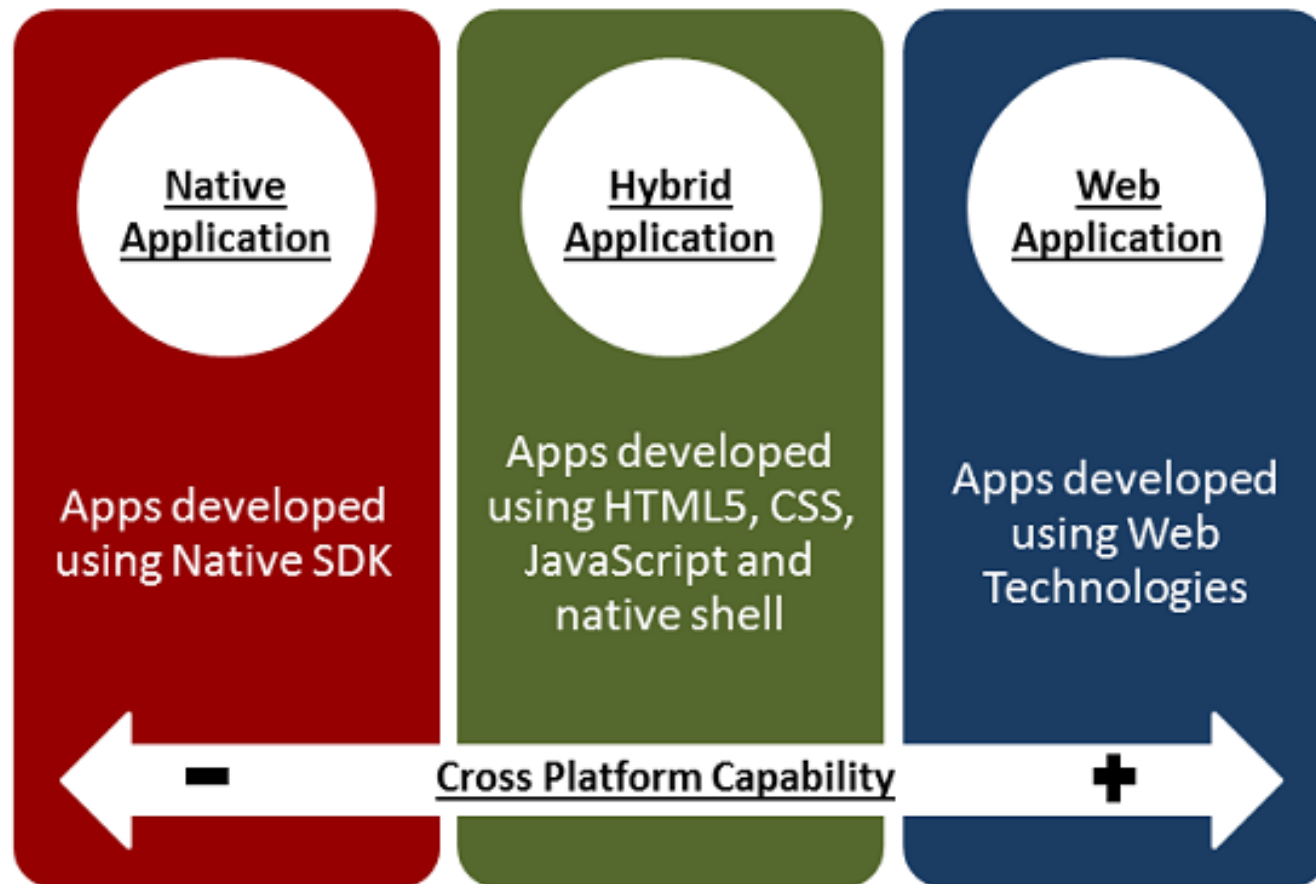 Native
Application
Apps developed
using Native SDK
Hybrid
Application
Apps developed
using HTML5, CSS,
JavaScript and
native shell
Web
Application
Apps developed
using Web
Technologies
- Cross Platform Capability +